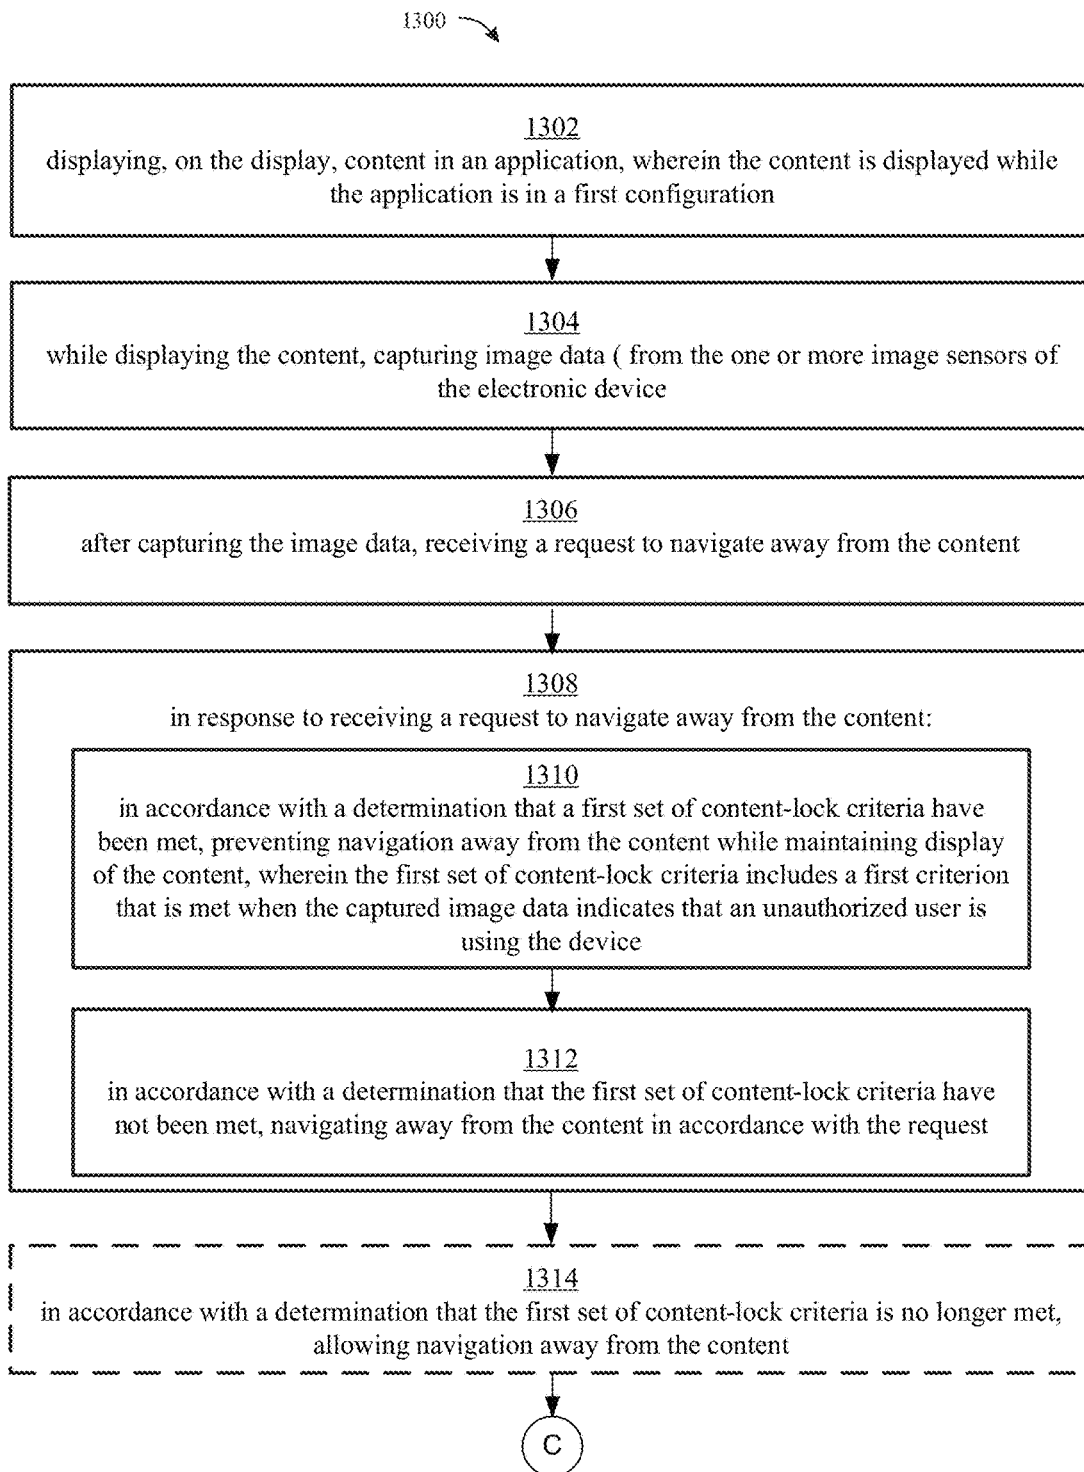 1300
1302
displaying, on the display, content in an application, wherein the content is displayed while
the application is in a first configuration
1304
while displaying the content, capturing image data ( from the one or more image sensors of
the electronic device
1306
after capturing the image data, receiving a request to navigate away from the content
1308
in response to receiving a request to navigate away from the content:
1310
in accordance with a determination that a first set of content-lock criteria have
been met, preventing navigation away from the content while maintaining display
of the content, wherein the first set of content-lock criteria includes a first criterion
that is met when the captured image data indicates that an unauthorized user is
using the device
1312
in accordance with a determination that the first set of content-lock criteria have
not been met, navigating away from the content in accordance with the request
1314
in accordance with a determination that the first set of content-lock criteria is no longer met,
allowing navigation away from the content
C